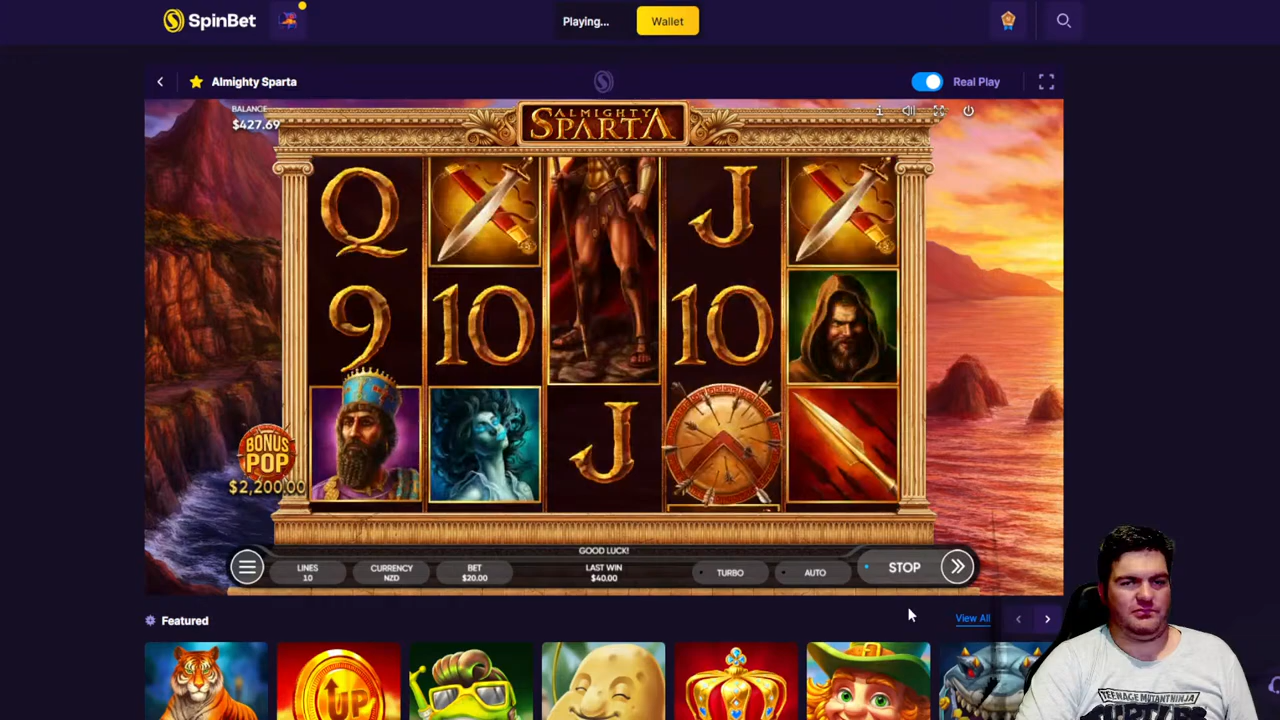 SpinBet
Playing...
Wallet
Almighty Sparta
Real Play
BALANCE
$427.69
ALMIGHTY
SPARTA
Q
J
9
10
10
J
BONUS
POP
$2,200.00
GOOD LUCK!
LINES
10
CURRENCY
NZD
BET
$20.00
LAST WIN
$40.00
TURBO
AUTO
STOP
Featured
View All
UP
TEENAGE MUTANT NINJA